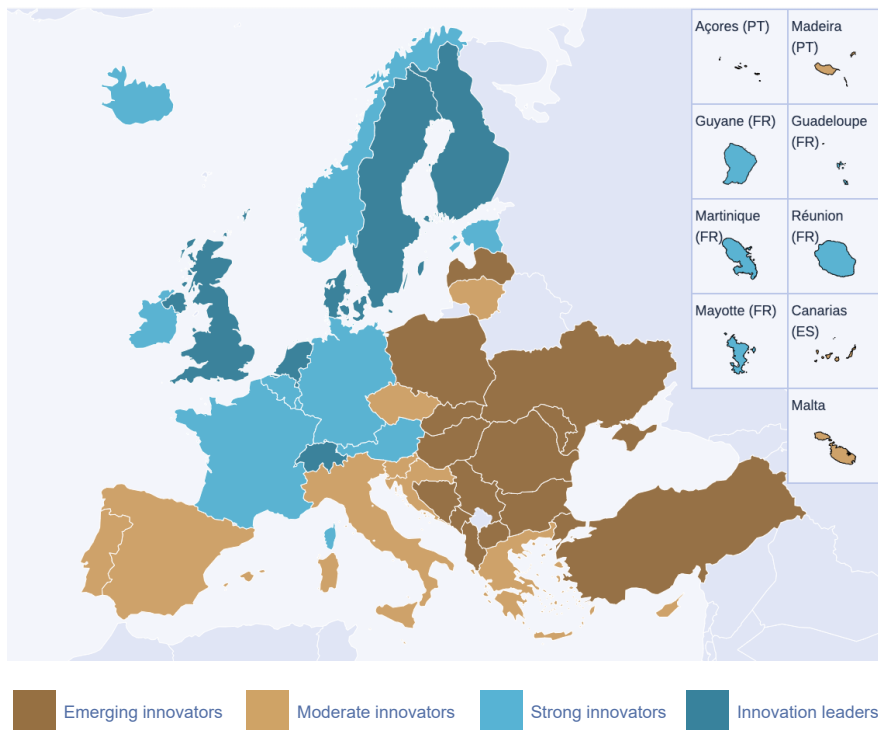 Açores (PT)
Madeira
(PT)
Guyane (FR)
Guadeloupe
(FR)
Martinique
(FR)
Réunion
(FR)
Mayotte (FR)
Canarias
(ES)
Malta
Emerging innovators
Moderate innovators
Strong innovators
Innovation leaders